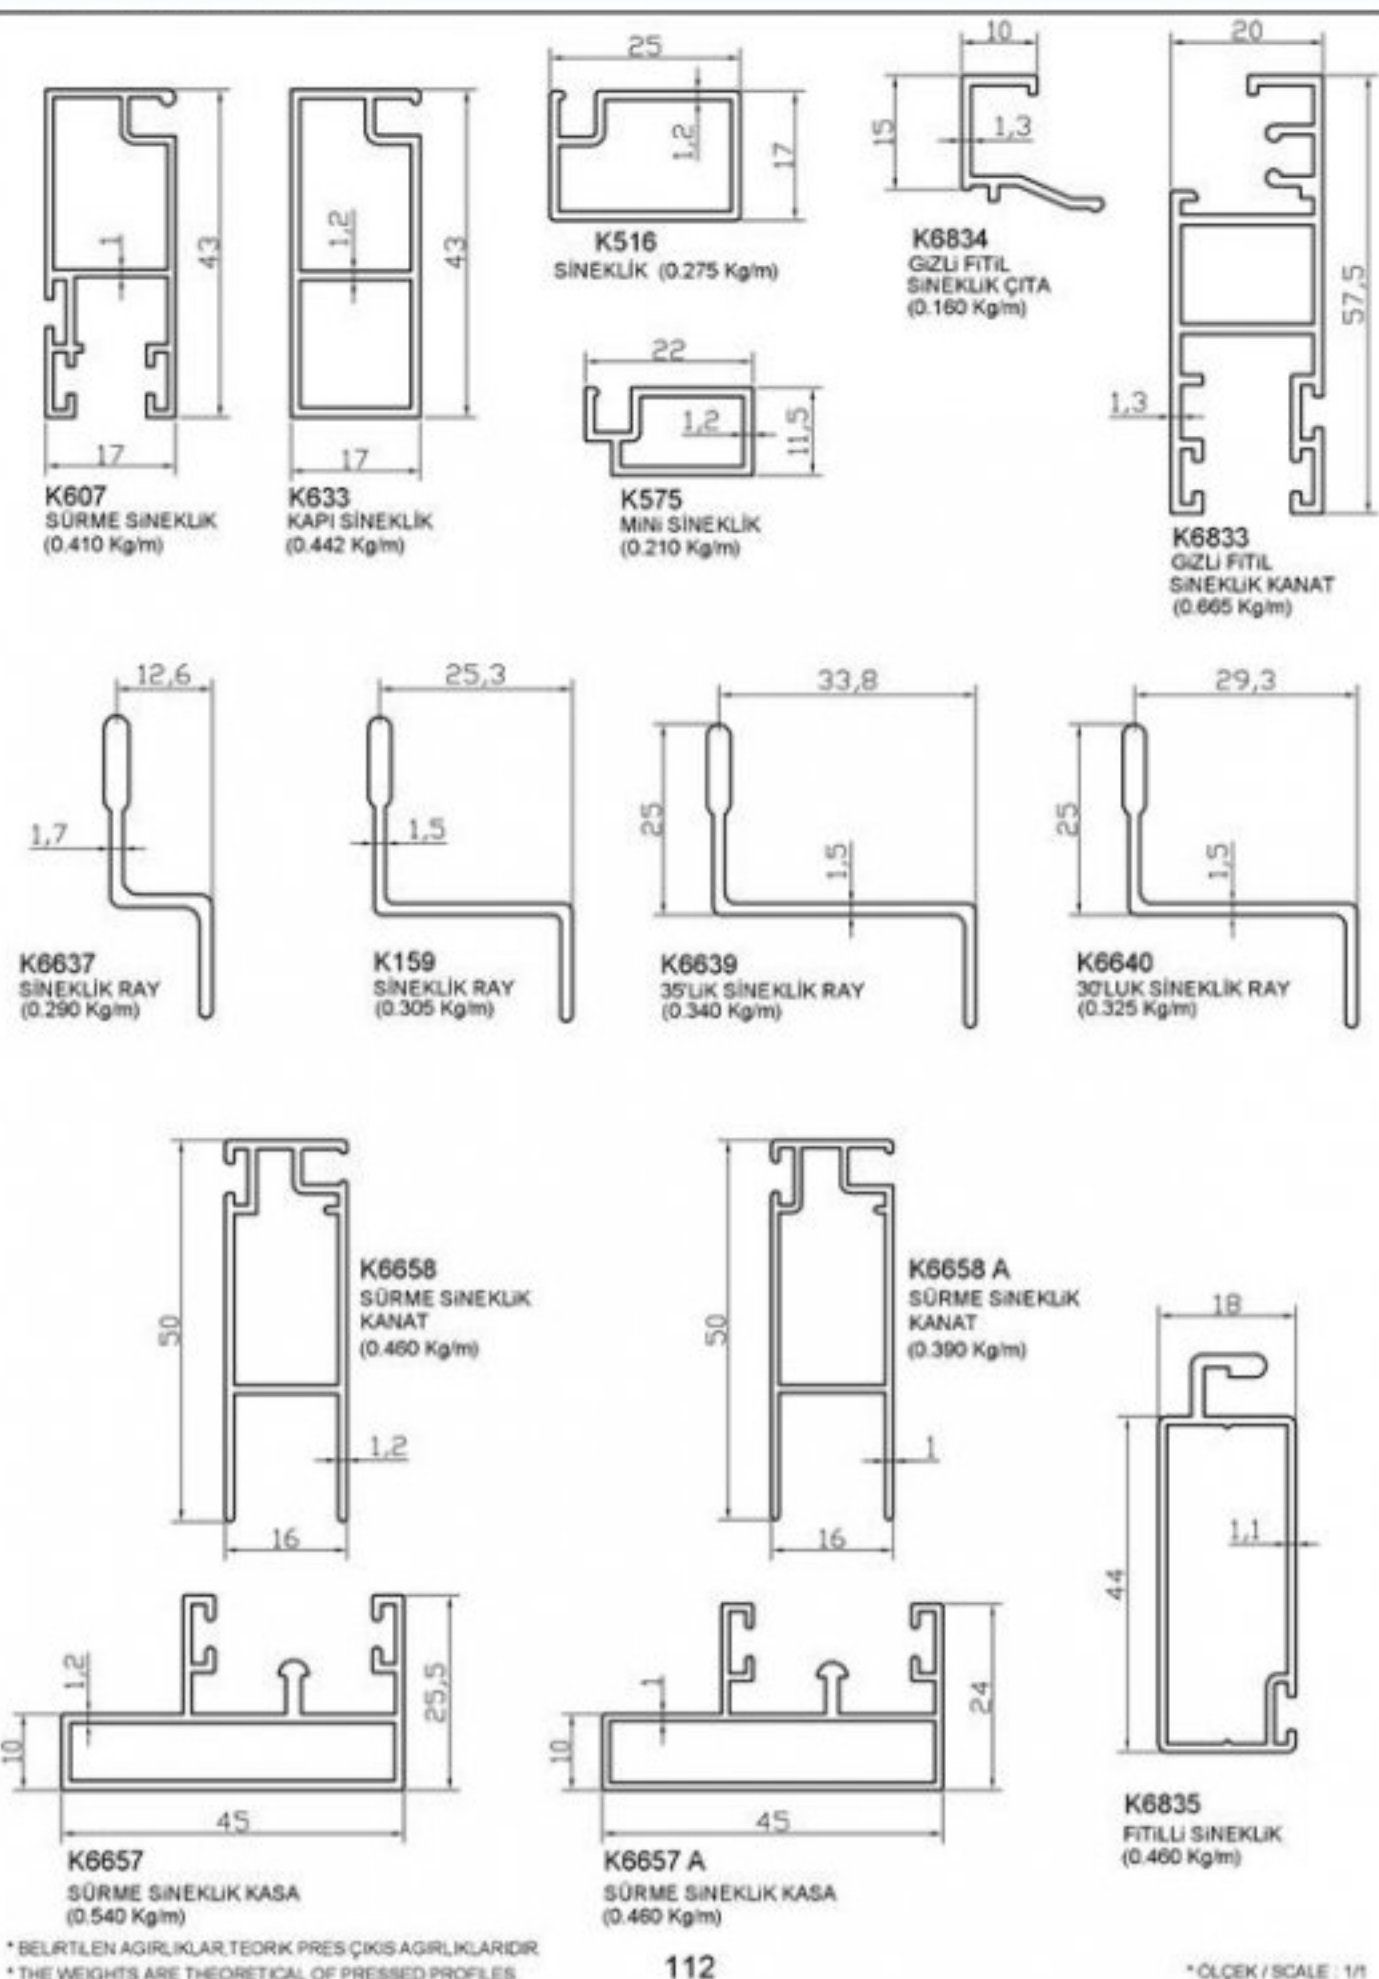 25
10
20
43
1
17
K607
SÜRME SİNEKLİK
(0.410 Kg/m)
43
1,2
17
K633
KAPI SİNEKLİK
(0.442 Kg/m)
1,2
17
K516
SİNEKLİK (0.275 Kg/m)
22
1,2
11,5
K575
MİNİ SİNEKLİK
(0.210 Kg/m)
15
1,3
K6834
GİZLİ FİTİL
SİNEKLİK ÇITA
(0.160 Kg/m)
57,5
1,3
K6833
GİZLİ FİTİL
SİNEKLİK KANAT
(0.665 Kg/m)
12,6
1,7
K6637
SİNEKLİK RAY
(0.290 Kg/m)
25,3
1,5
K159
SİNEKLİK RAY
(0.305 Kg/m)
33,8
25
1,5
K6639
35'LİK SİNEKLİK RAY
(0.340 Kg/m)
29,3
25
1,5
K6640
30'LUK SİNEKLİK RAY
(0.325 Kg/m)
50
K6658
SÜRME SİNEKLİK
KANAT
(0.460 Kg/m)
1,2
16
50
K6658 A
SÜRME SİNEKLİK
KANAT
(0.390 Kg/m)
1
16
18
44
1,1
K6835
FİTİLLİ SİNEKLİK
(0.460 Kg/m)
1,2
25,5
10
45
K6657
SÜRME SİNEKLİK KASA
(0.540 Kg/m)
1
24
10
45
K6657 A
SÜRME SİNEKLİK KASA
(0.460 Kg/m)
* BELİRTİLEN AGIRLIKLAR TEORİK PRES ÇIKIS AGIRLIKLARIDIR
* THE WEIGHTS ARE THEORETICAL OF PRESSED PROFILES
112
* ÖLÇEK / SCALE : 1/1